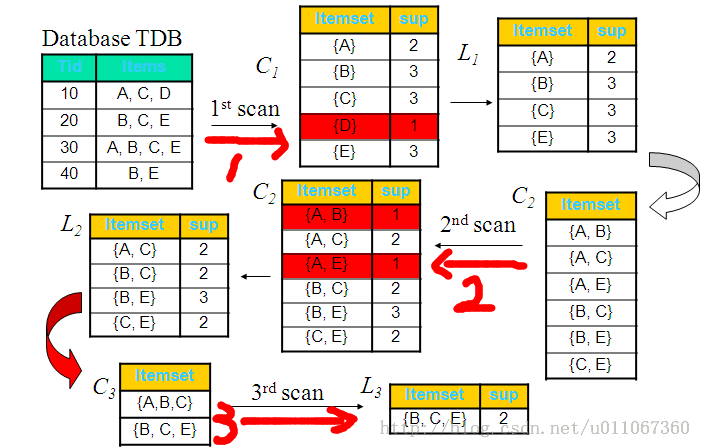 Database TDB
Tid Items
10 A, C, D
20 B, C, E
30 A, B, C, E
40 B, E
1st scan
1
C1
Itemset sup
{A} 2
{B} 3
{C} 3
{D} 1
{E} 3
L1
Itemset sup
{A} 2
{B} 3
{C} 3
{E} 3
C2
Itemset
{A, B}
{A, C}
{A, E}
{B, C}
{B, E}
{C, E}
2nd scan
2
C2
Itemset sup
{A, B} 1
{A, C} 2
{A, E} 1
{B, C} 2
{B, E} 3
{C, E} 2
L2
Itemset sup
{A, C} 2
{B, C} 2
{B, E} 3
{C, E} 2
C3
Itemset
{A,B,C}
{B, C, E}
3rd scan
3
L3
Itemset sup
{B, C, E} 2
http://blog.csdn.net/u011067360